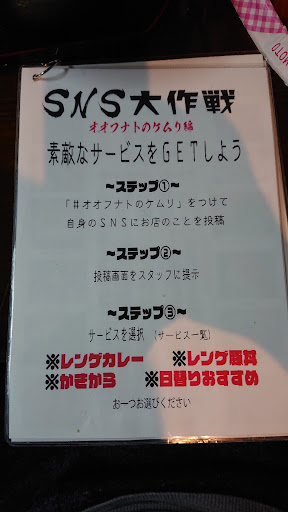 SNS大作戦
オオフナトのケムり編
素敵なサービスをGETしよう
~ステップ①~
「#オオフナトのケムリ」をつけて
自身のSNSにお店のことを投稿
~ステップ②~
投稿画面をスタッフに提示
~ステップ③~
サービスを選択 (サービス一覧)
※レンゲカレー ※レンゲ豚丼
※かきから ※日替りおすすめ
お一つお選びください